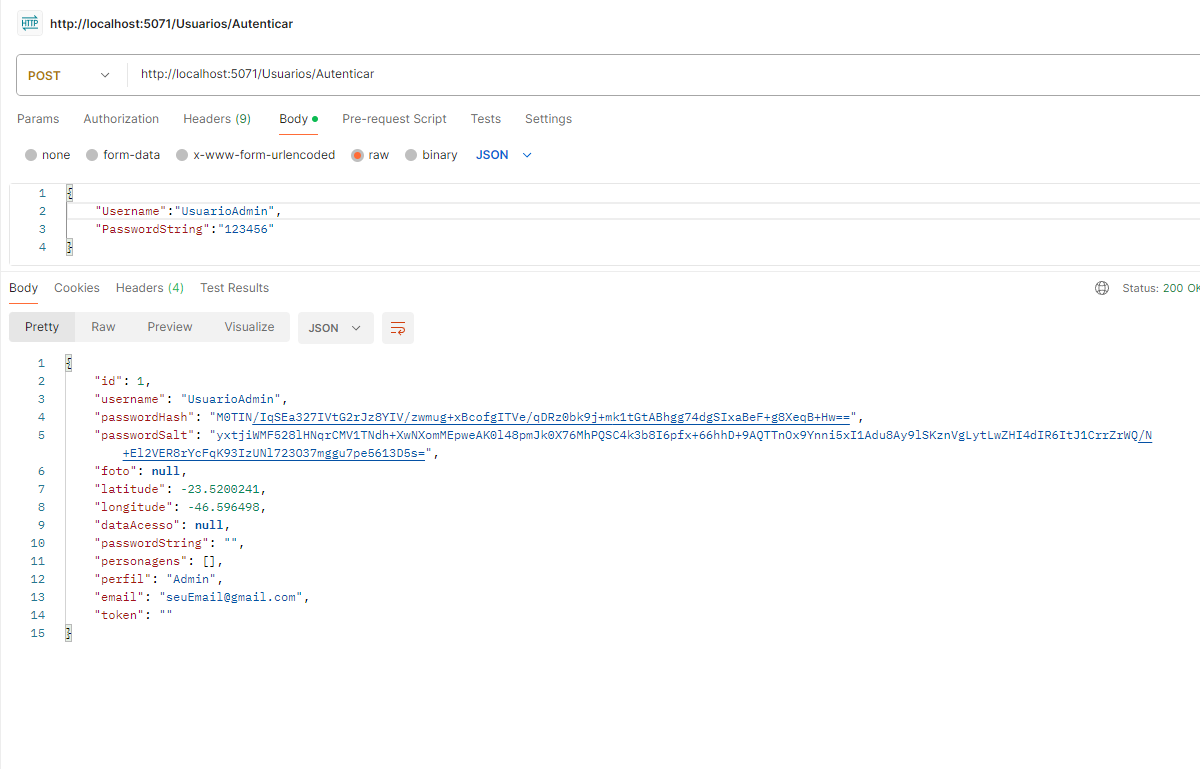 HTTP http://localhost:5071/Usuarios/Autenticar
POST http://localhost:5071/Usuarios/Autenticar
Params Authorization Headers (9) Body Pre-request Script Tests Settings
none form-data x-www-form-urlencoded raw binary JSON
1 {
2 "Username":"UsuarioAdmin",
3 "PasswordString":"123456"
4 }
Body Cookies Headers (4) Test Results Status: 200 OK
Pretty Raw Preview Visualize JSON
1 {
2 "id": 1,
3 "username": "UsuarioAdmin",
4 "passwordHash": "M0TIN/IqSEa327IVtG2rJz8YIV/zwmug+xBcofgITVe/qDRz0bk9j+mk1tGtABhgg74dgSIxaBeF+g8XeqB+Hw==",
5 "passwordSalt": "yxtjiWMF528lHNqrCMV1TNdh+XwNXomMEpweAK0l48pmJk0X76MhPQSC4k3b8I6pfx+66hhD+9AQTTnOx9Ynni5xI1Adu8Ay9lSKznVgLytLwZHI4dIR6ItJ1CrrZrWQ/N
+El2VER8rYcFqK93IzUNl723O37mggu7pe5613D5s=",
6 "foto": null,
7 "latitude": -23.5200241,
8 "longitude": -46.596498,
9 "dataAcesso": null,
10 "passwordString": "",
11 "personagens": [],
12 "perfil": "Admin",
13 "email": "seuEmail@gmail.com",
14 "token": ""
15 }